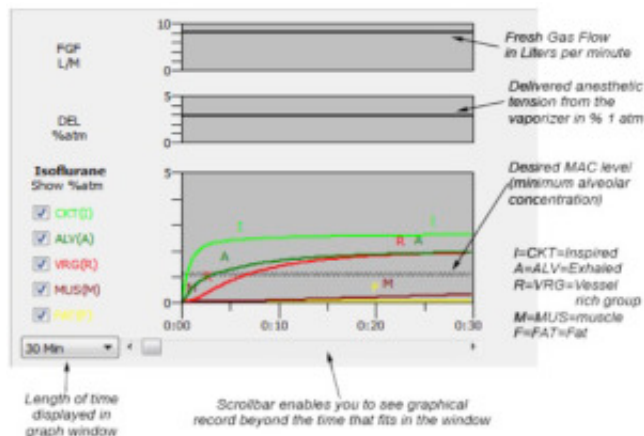 10
FGF
L/M
5
0
Fresh Gas Flow
in Liters per minute
5
DEL
%atm
0
Delivered anesthetic
tension from the
vaporizer in % 1 atm
Isoflurane
Show %atm
CKT(I)
ALV(A)
VRG(R)
MUS(M)
FAT(F)
5
0
I
I
A
R A
M
R
F M
0:00 0:10 0:20 0:30
Desired MAC level
(minimum alveolar
concentration)
I=CKT=Inspired
A=ALV=Exhaled
R=VRG=Vessel
rich group
M=MUS=muscle
F=FAT=Fat
30 Min
Length of time
displayed in
graph window
Scrollbar enables you to see graphical
record beyond the time that fits in the window